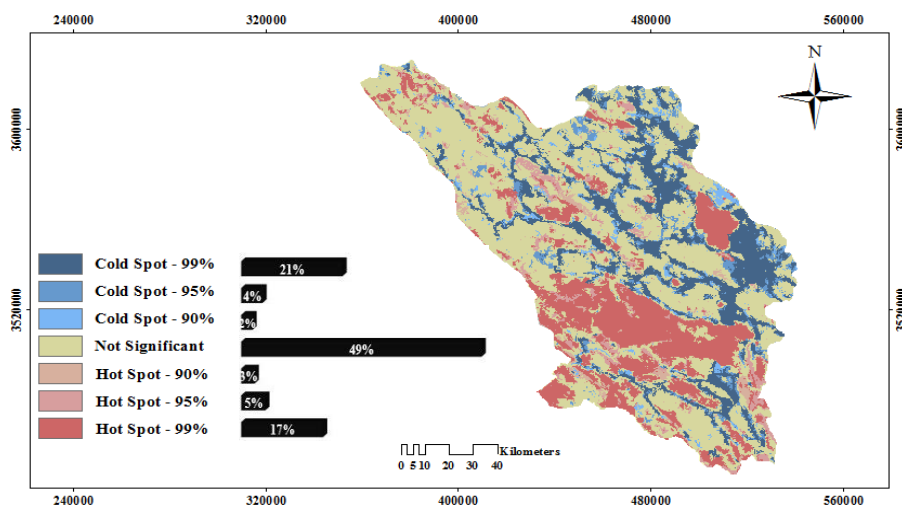 240000 320000 400000 480000 560000
N
3600000 3600000
Cold Spot - 99% 21%
Cold Spot - 95% 4%
Cold Spot - 90% 2%
3520000 3520000
Not Significant 49%
Hot Spot - 90% 3%
Hot Spot - 95% 5%
Hot Spot - 99% 17%
Kilometers
0 5 10 20 30 40
240000 320000 400000 480000 560000